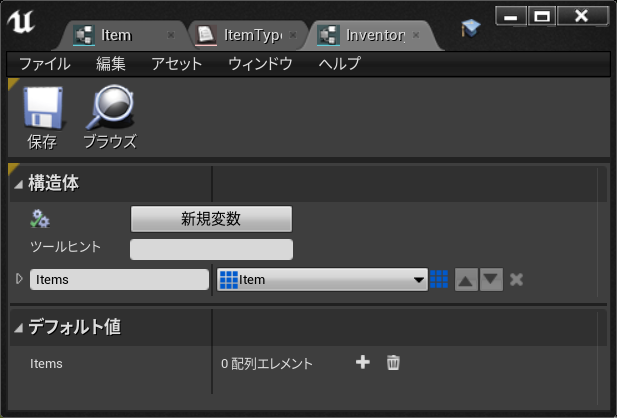 Item ItemType Inventor
ファイル 編集 アセット ウィンドウ ヘルプ
保存 ブラウズ
構造体
新規変数
ツールヒント
Items Item
デフォルト値
Items 0 配列エレメント